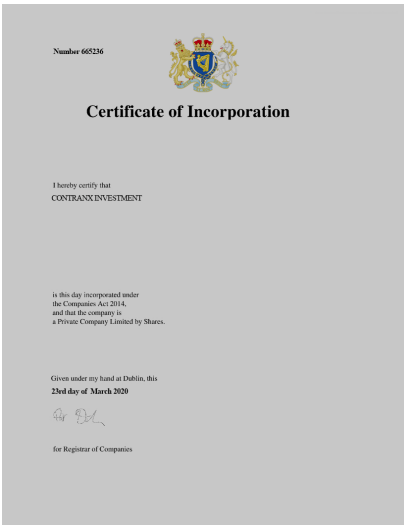 Number 665236
Certificate of Incorporation
I hereby certify that
CONTRANX INVESTMENT
is this day incorporated under
the Companies Act 2014,
and that the company is
a Private Company Limited by Shares.
Given under my hand at Dublin, this
23rd day of March 2020
for Registrar of Companies